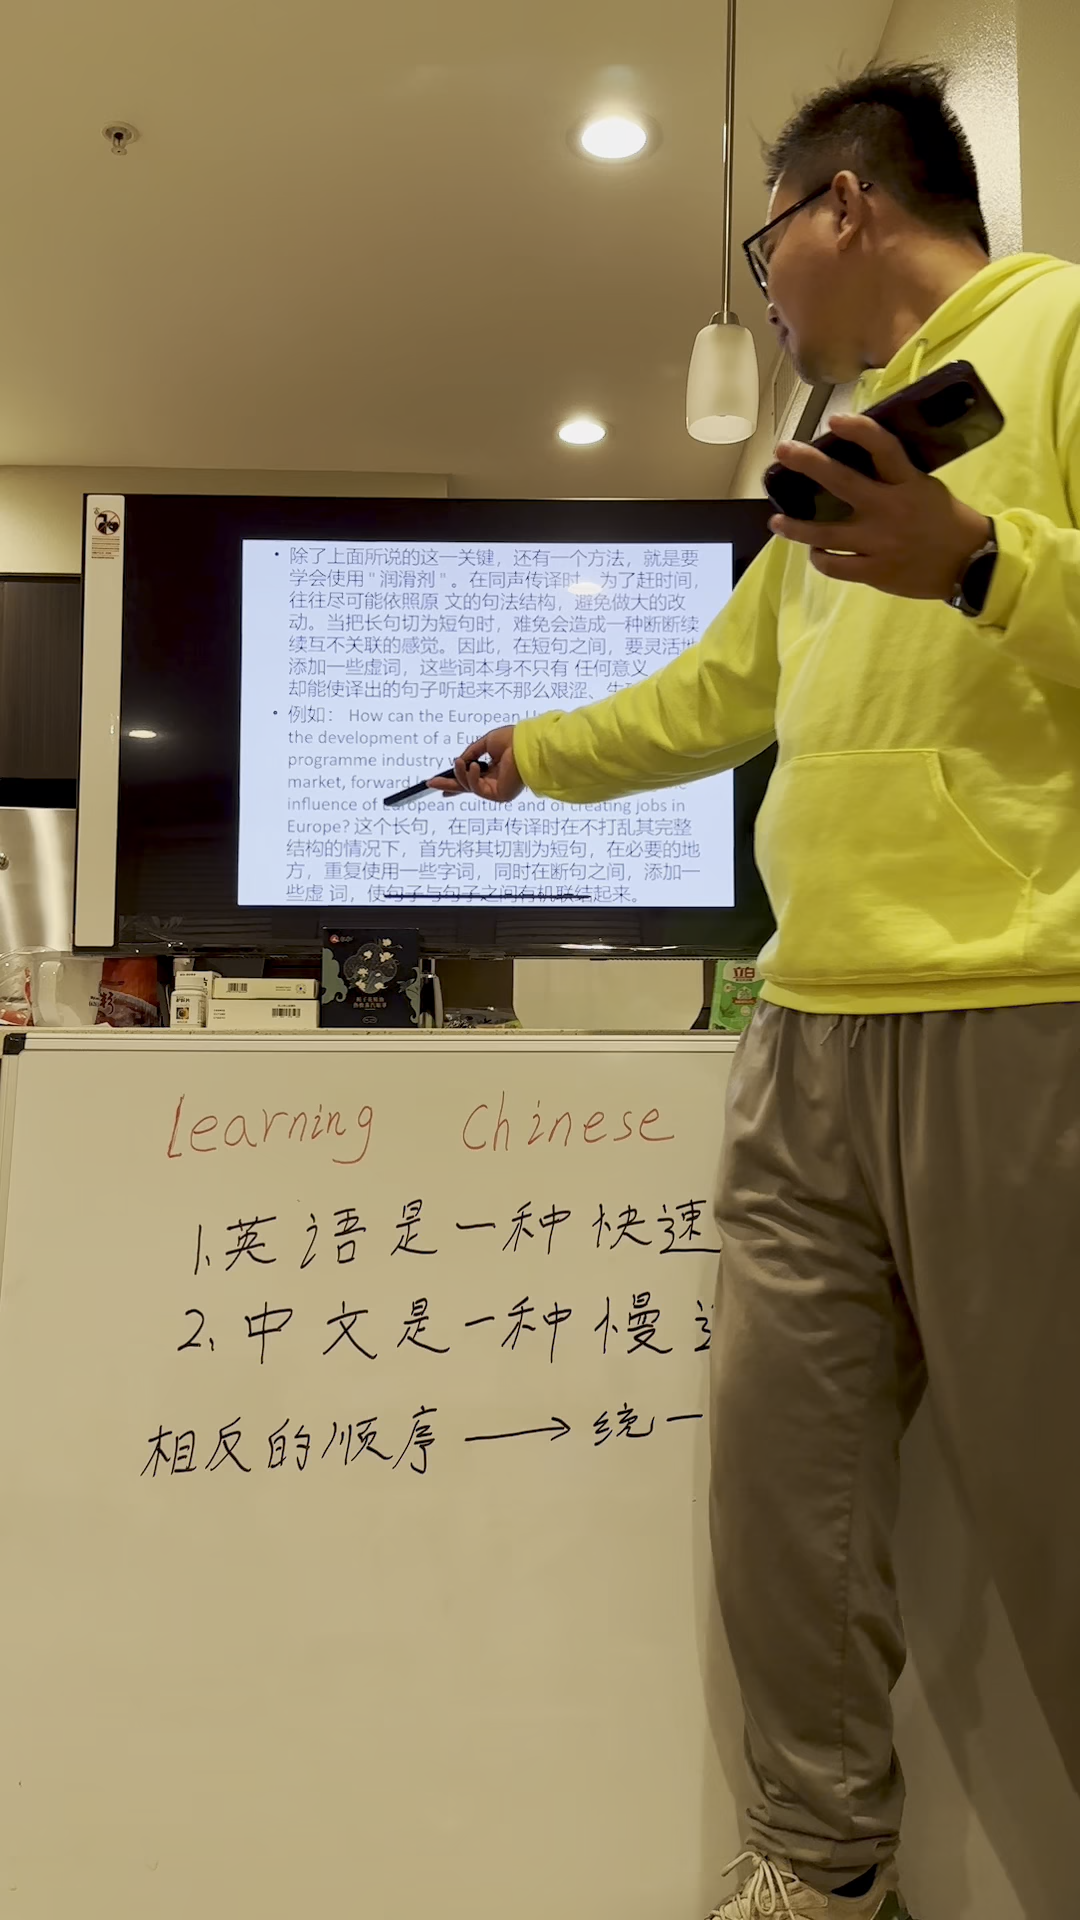 • 除了上面所说的这一关键，还有一个方法，就是要
学会使用"润滑剂"。在同声传译时，为了赶时间，
往往尽可能依照原 文的句法结构，避免做大的改
动。当把长句切为短句时，难免会造成一种断断续
续互不关联的感觉。因此，在短句之间，要灵活地
添加一些虚词，这些词本身不只有 任何意义
却能使译出的句子听起来不那么艰涩、生
• 例如： How can the European
the development of a
programme industry
market, forward
influence of European culture and of creating jobs in
Europe? 这个长句，在同声传译时在不打乱其完整
结构的情况下，首先将其切割为短句，在必要的地
方，重复使用一些字词，同时在断句之间，添加一
些虚 词，使句子与句子之间有机联结起来。
立白
learning chinese
1、英语是一种快速
2、中文是一种慢
相反的顺序 → 统一